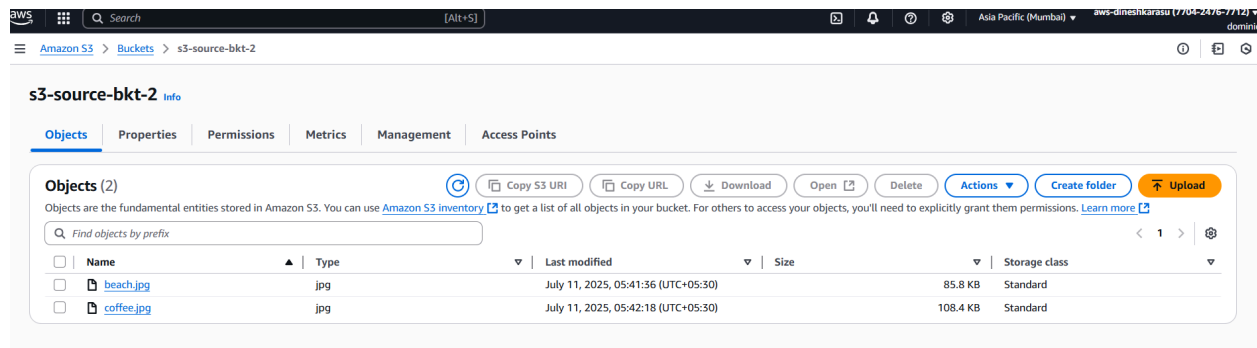 aws
Search [Alt+S] Asia Pacific (Mumbai) aws-dineshkarasu (7704-2476-7712)
domini
Amazon S3 > Buckets > s3-source-bkt-2
s3-source-bkt-2 Info
Objects Properties Permissions Metrics Management Access Points
Objects (2) Copy S3 URI Copy URL Download Open Delete Actions Create folder Upload
Objects are the fundamental entities stored in Amazon S3. You can use Amazon S3 inventory to get a list of all objects in your bucket. For others to access your objects, you'll need to explicitly grant them permissions. Learn more
Find objects by prefix < 1 >
Name Type Last modified Size Storage class
beach.jpg jpg July 11, 2025, 05:41:36 (UTC+05:30) 85.8 KB Standard
coffee.jpg jpg July 11, 2025, 05:42:18 (UTC+05:30) 108.4 KB Standard